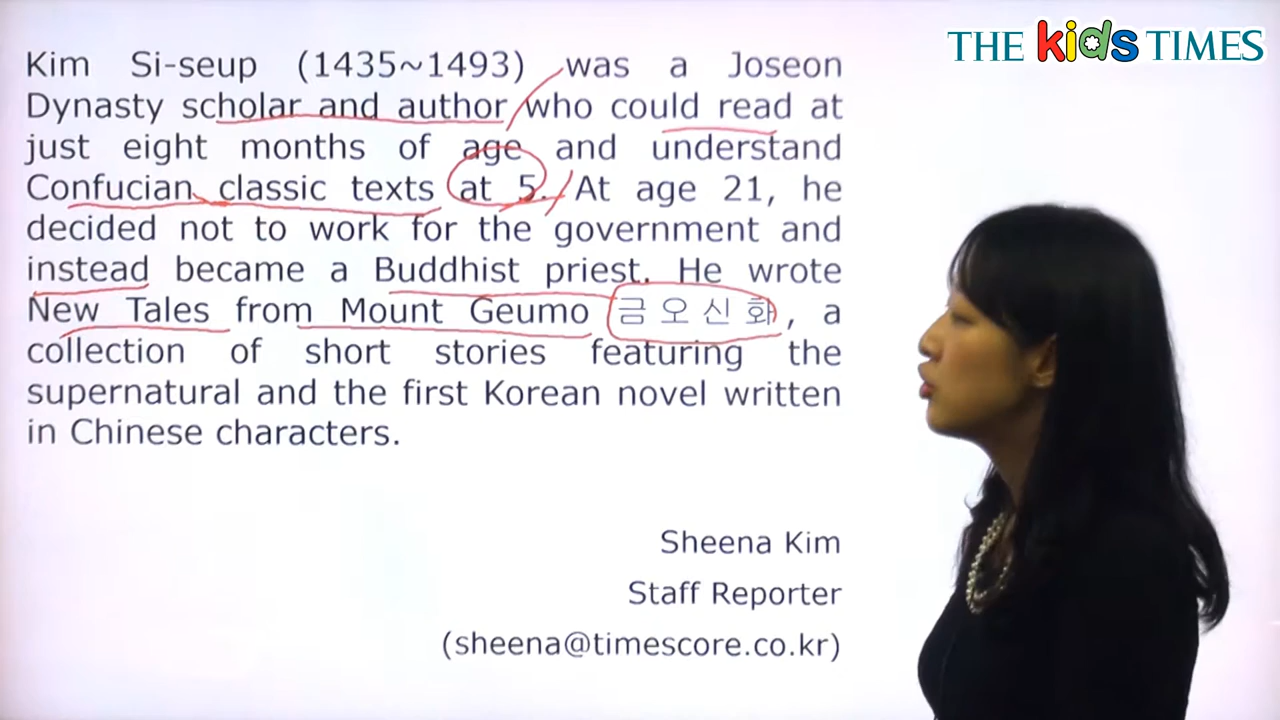 THE kids TIMES
Kim Si-seup (1435~1493) was a Joseon
Dynasty scholar and author who could read at
just eight months of age and understand
Confucian classic texts at 5. At age 21, he
decided not to work for the government and
instead became a Buddhist priest. He wrote
New Tales from Mount Geumo 금오신화, a
collection of short stories featuring the
supernatural and the first Korean novel written
in Chinese characters.
Sheena Kim
Staff Reporter
(sheena@timescore.co.kr)